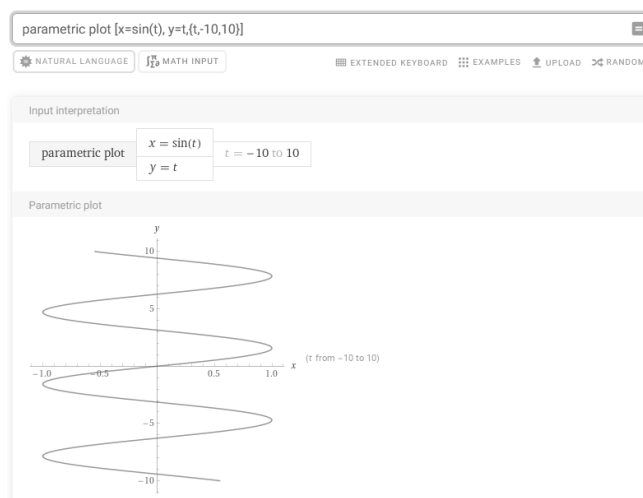 parametric plot [x=sin(t), y=t,{t,-10,10}]
NATURAL LANGUAGE
∫Σ∂π MATH INPUT
EXTENDED KEYBOARD
EXAMPLES
UPLOAD
RANDOM
Input interpretation
parametric plot
x = sin(t)
y = t
t = −10 to 10
Parametric plot
y
10
5
−1.0
−0.5
0.5
1.0
x
(t from −10 to 10)
−5
−10